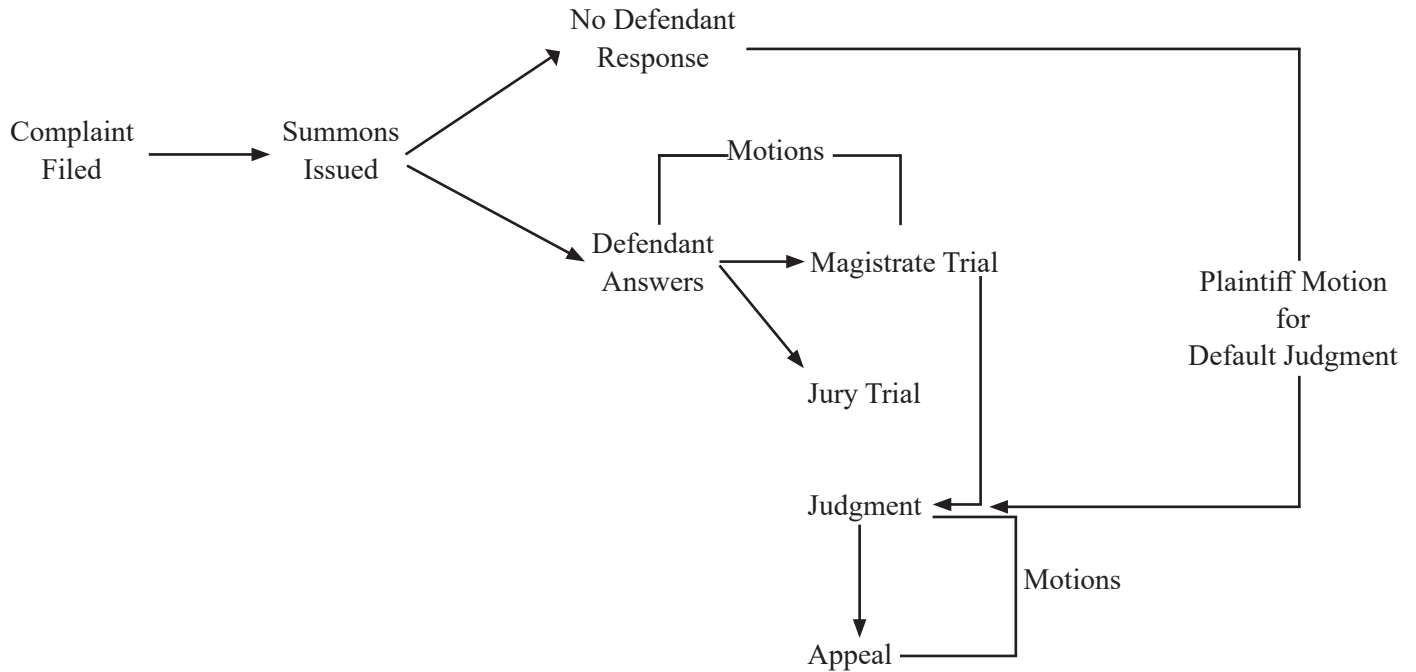 No Defendant
Response
Complaint
Filed
Summons
Issued
Motions
Defendant
Answers
Magistrate Trial
Plaintiff Motion
for
Default Judgment
Jury Trial
Judgment
Motions
Appeal